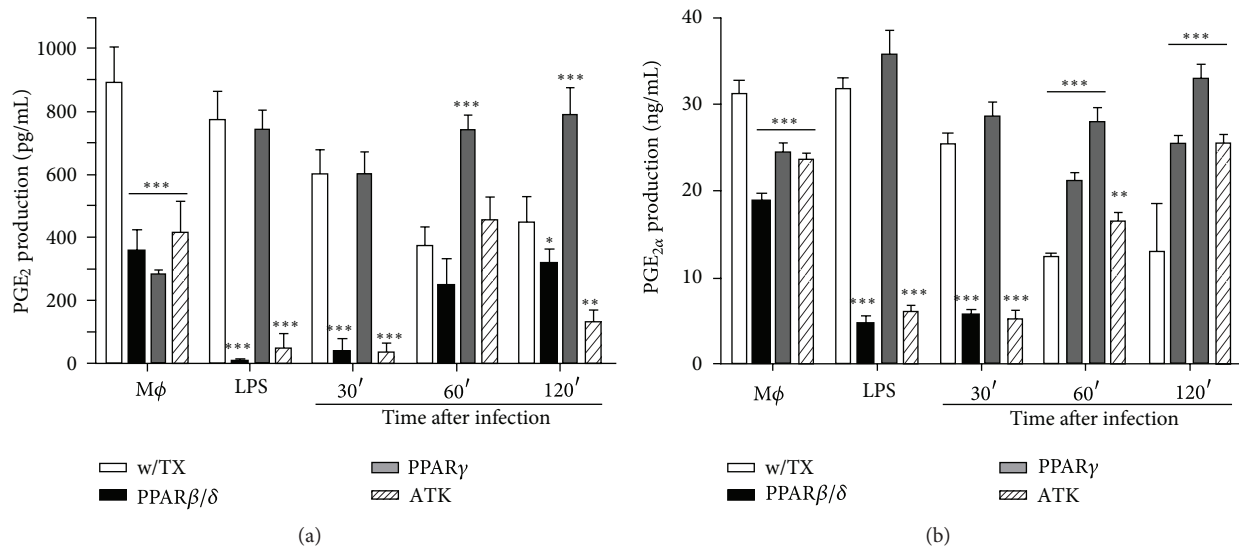 PGE2 production (pg/mL)
1000
800
600
400
200
0
***
***
***
***
***
***
*
***
**
Mϕ
LPS
30′
60′
120′
Time after infection
w/TX
PPARβ/δ
PPARγ
ATK
(a)
PGE2α production (ng/mL)
40
30
20
10
0
***
***
***
***
***
***
**
***
Mϕ
LPS
30′
60′
120′
Time after infection
w/TX
PPARβ/δ
PPARγ
ATK
(b)